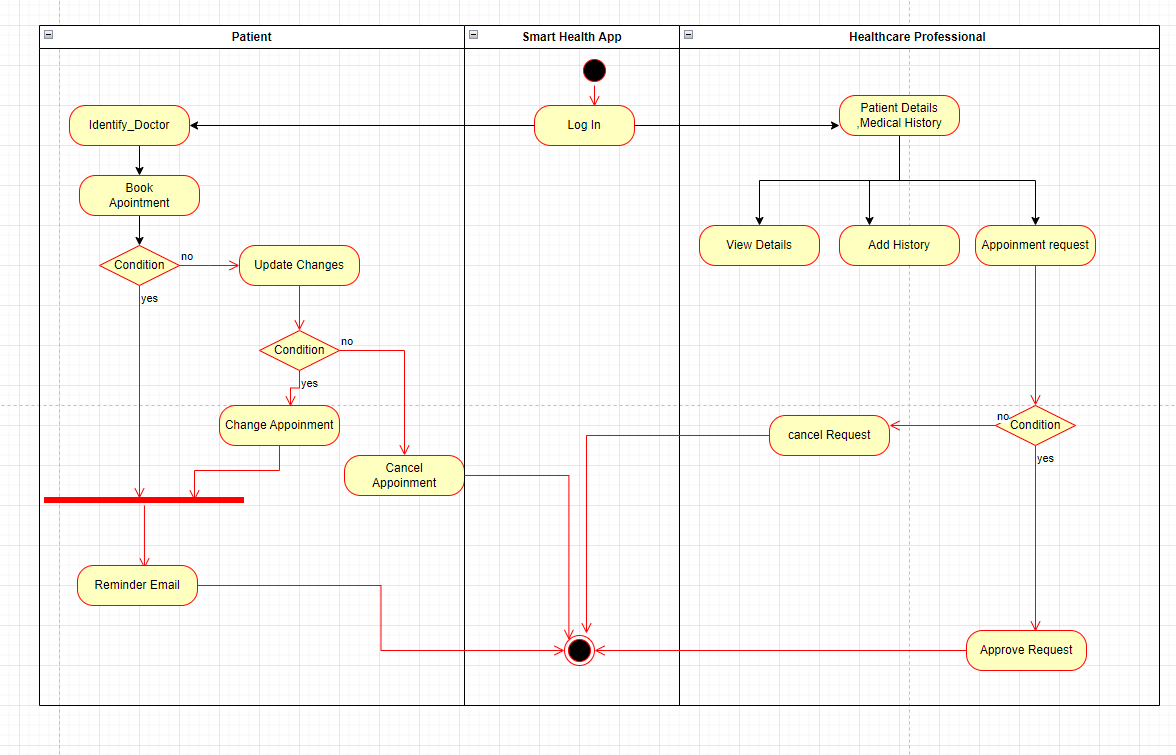 Patient
Smart Health App
Healthcare Professional
Identify_Doctor
Log In
Patient Details
,Medical History
Book
Apointment
Condition
no
yes
Update Changes
View Details
Add History
Appoinment request
Condition
no
yes
Change Appoinment
Cancel
Appoinment
cancel Request
no
Condition
yes
Reminder Email
Approve Request